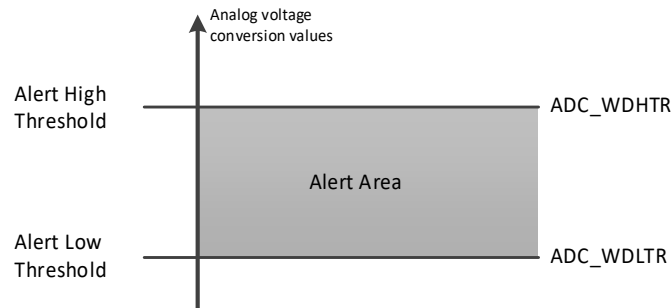 Analog voltage
conversion values
Alert High
Threshold
ADC_WDHTR
Alert Area
Alert Low
Threshold
ADC_WDLTR